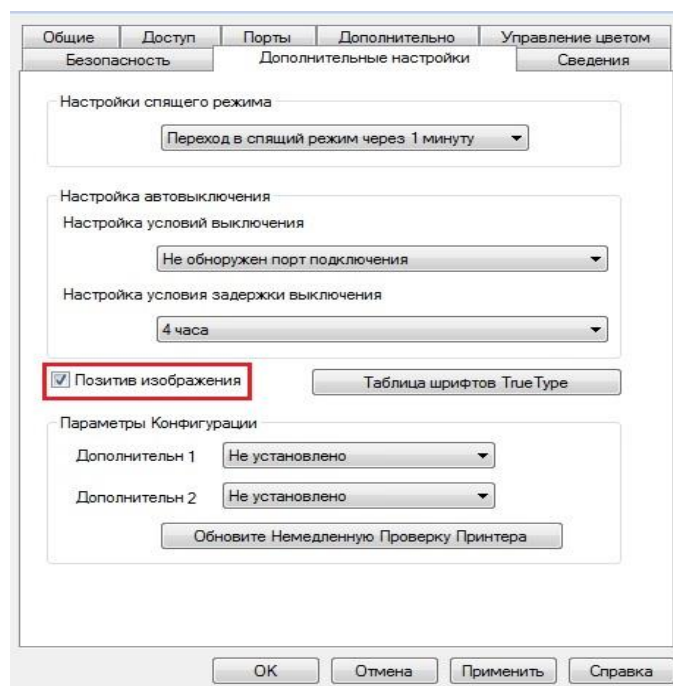 Общие Доступ Порты Дополнительно Управление цветом
Безопасность Дополнительные настройки Сведения
Настройки спящего режима
Переход в спящий режим через 1 минуту
Настройка автовыключения
Настройка условий выключения
Не обноружен порт подключения
Настройка условия задержки выключения
4 часа
Позитив изображения Таблица шрифтов TrueType
Параметры Конфигурации
Дополнительн 1 Не установлено
Дополнительн 2 Не установлено
Обновите Немедленную Проверку Принтера
OK Отмена Применить Справка